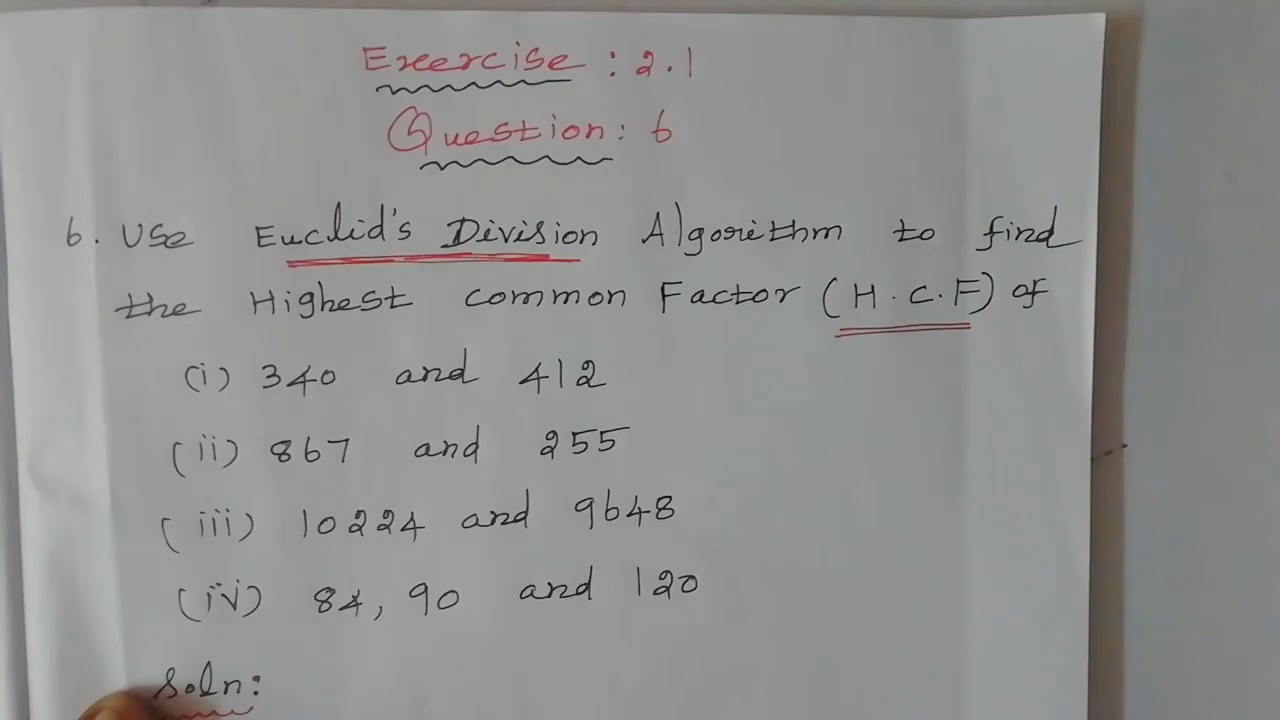 Exercise : 2.1
Question: 6
6. Use Euclid's Division Algorithm to find
the Highest common Factor (H.C.F) of
(i) 340 and 412
(ii) 867 and 255
(iii) 10224 and 9648
(iv) 84, 90 and 120
Soln: